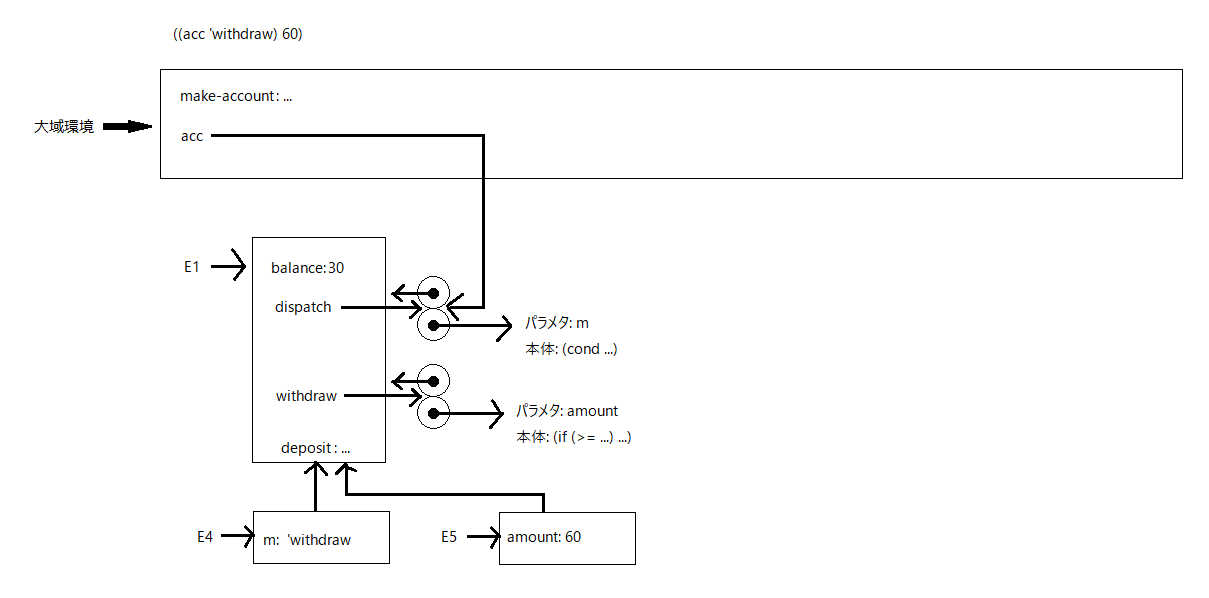 ((acc 'withdraw) 60)
make-account: ...
大域環境
acc
E1
balance:30
dispatch
パラメタ: m
本体: (cond ...)
withdraw
パラメタ: amount
本体: (if (>= ...) ...)
deposit: ...
E4
m: 'withdraw
E5
amount: 60